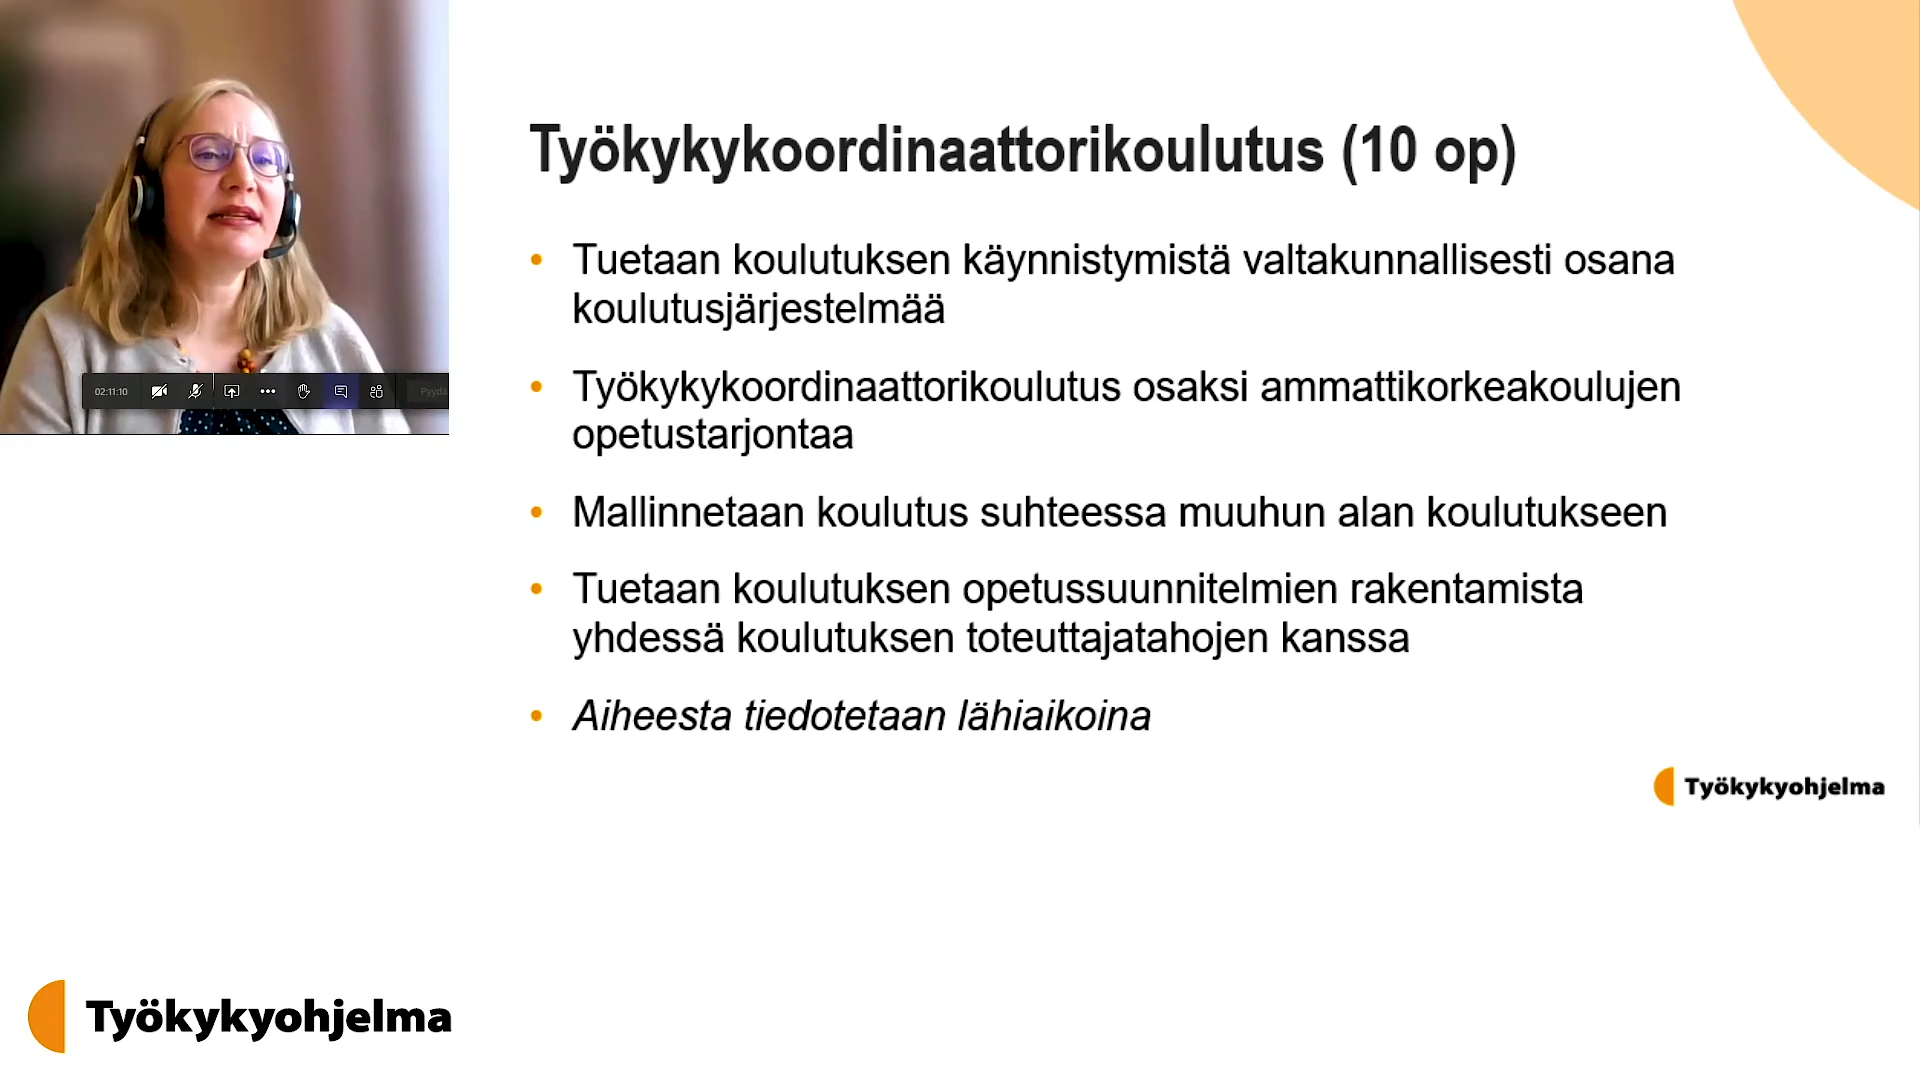 Työkykykoordinaattorikoulutus (10 op)
• Tuetaan koulutuksen käynnistymistä valtakunnallisesti osana
koulutusjärjestelmää
• Työkykykoordinaattorikoulutus osaksi ammattikorkeakoulujen
opetustarjontaa
• Mallinnetaan koulutus suhteessa muuhun alan koulutukseen
• Tuetaan koulutuksen opetussuunnitelmien rakentamista
yhdessä koulutuksen toteuttajatahojen kanssa
• Aiheesta tiedotetaan lähiaikoina
02:11:10
Pyydä
Työkykyohjelma
Työkykyohjelma